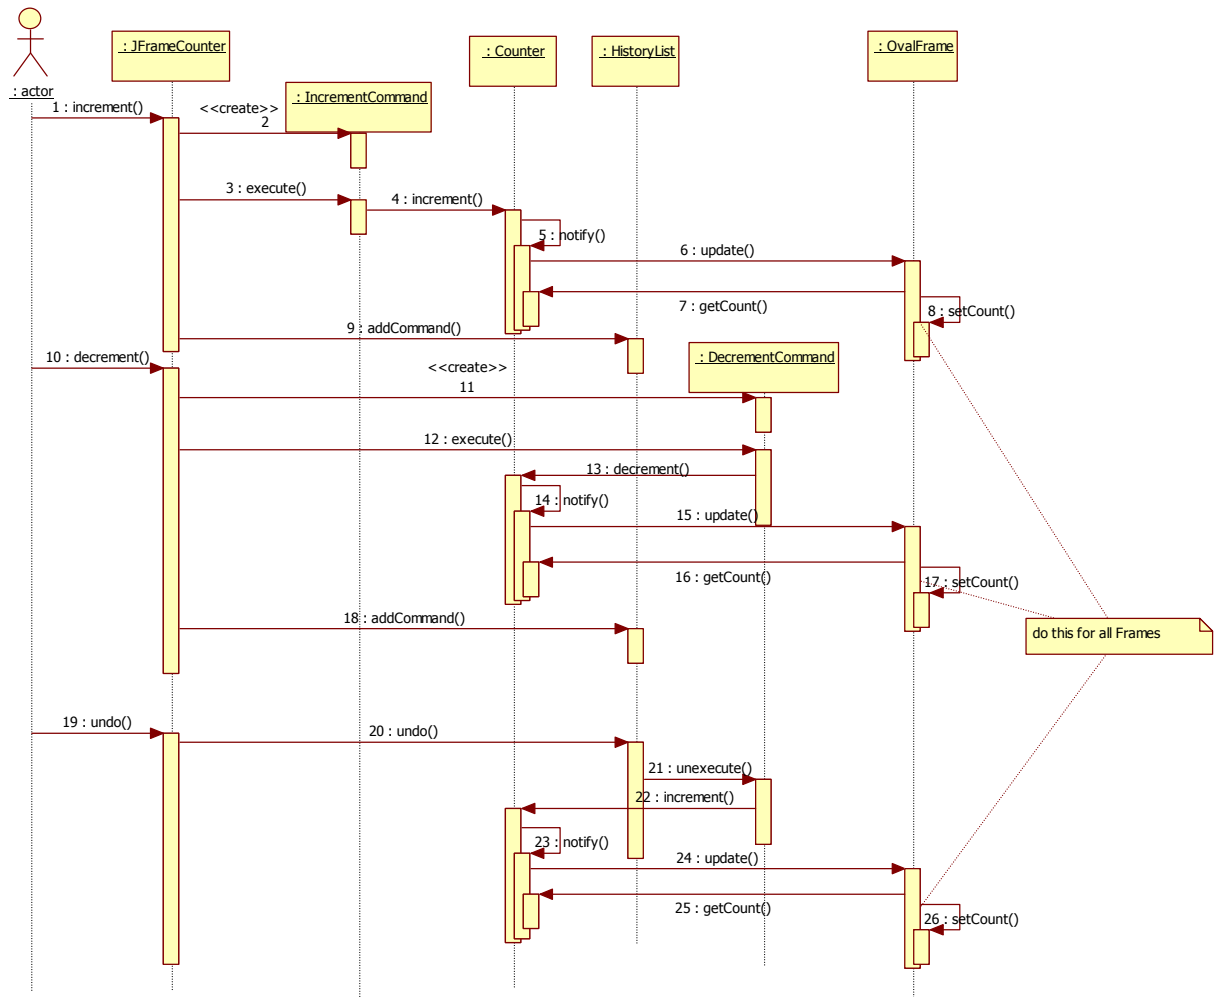 : JFrameCounter
: Counter
: HistoryList
: OvalFrame
: actor
: IncrementCommand
1 : increment()
<<create>>
2
3 : execute()
4 : increment()
5 : notify()
6 : update()
7 : getCount()
8 : setCount()
9 : addCommand()
10 : decrement()
: DecrementCommand
<<create>>
11
12 : execute()
13 : decrement()
14 : notify()
15 : update()
16 : getCount()
17 : setCount()
18 : addCommand()
do this for all Frames
19 : undo()
20 : undo()
21 : unexecute()
22 : increment()
23 : notify()
24 : update()
25 : getCount()
26 : setCount()